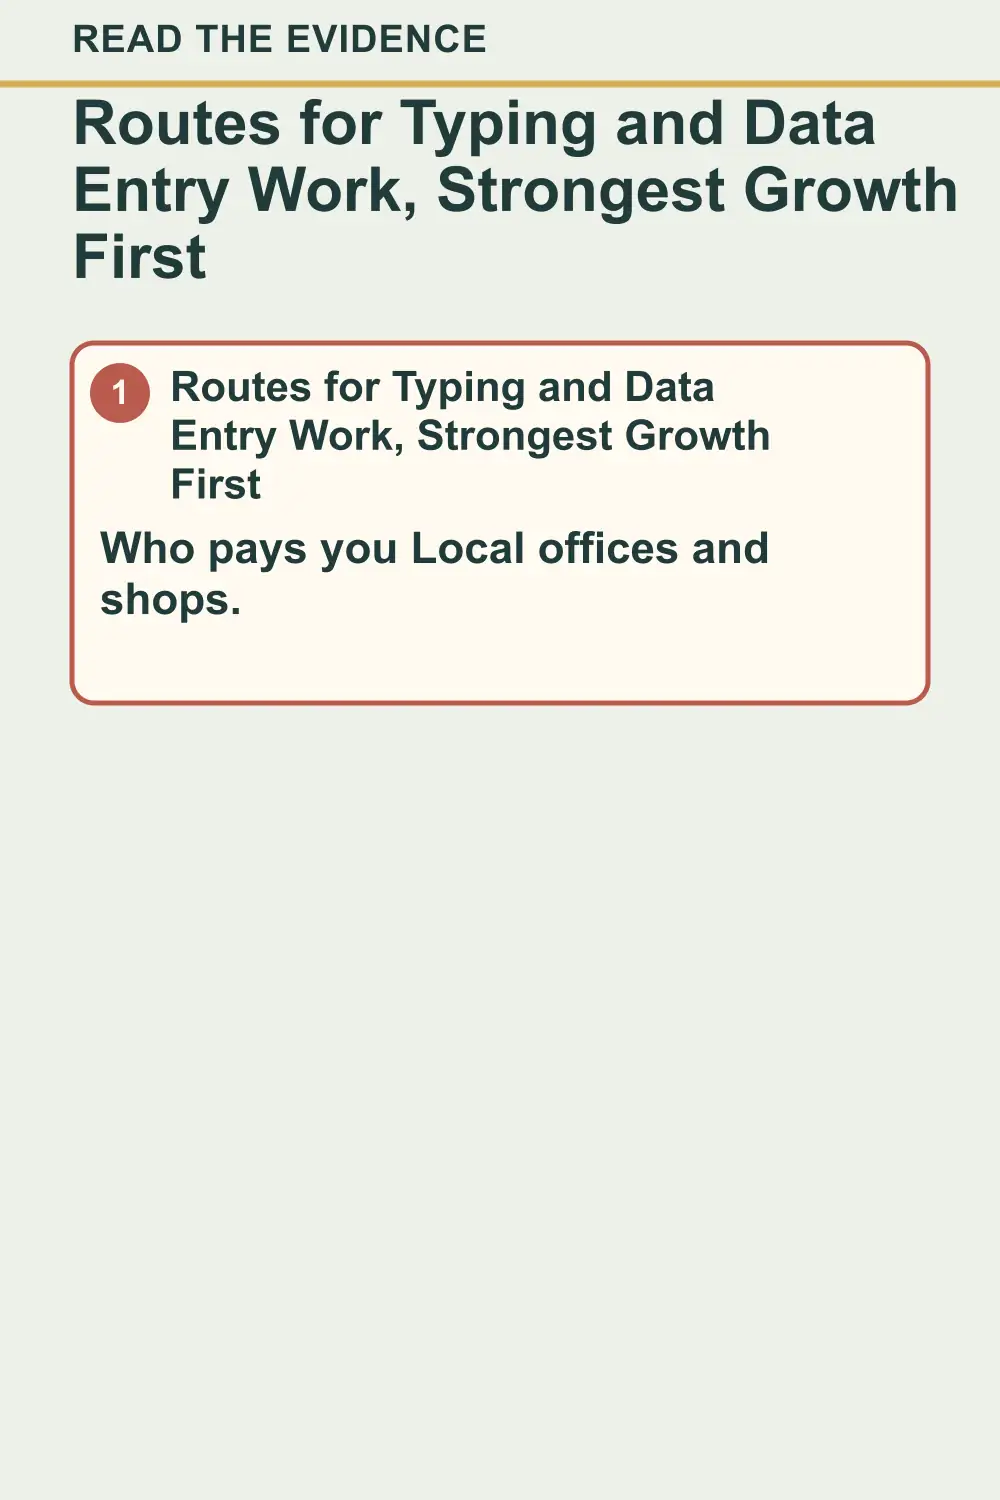 READ THE EVIDENCE
Routes for Typing and Data
Entry Work, Strongest Growth
First
1
Routes for Typing and Data
Entry Work, Strongest Growth
First
Who pays you Local offices and
shops.